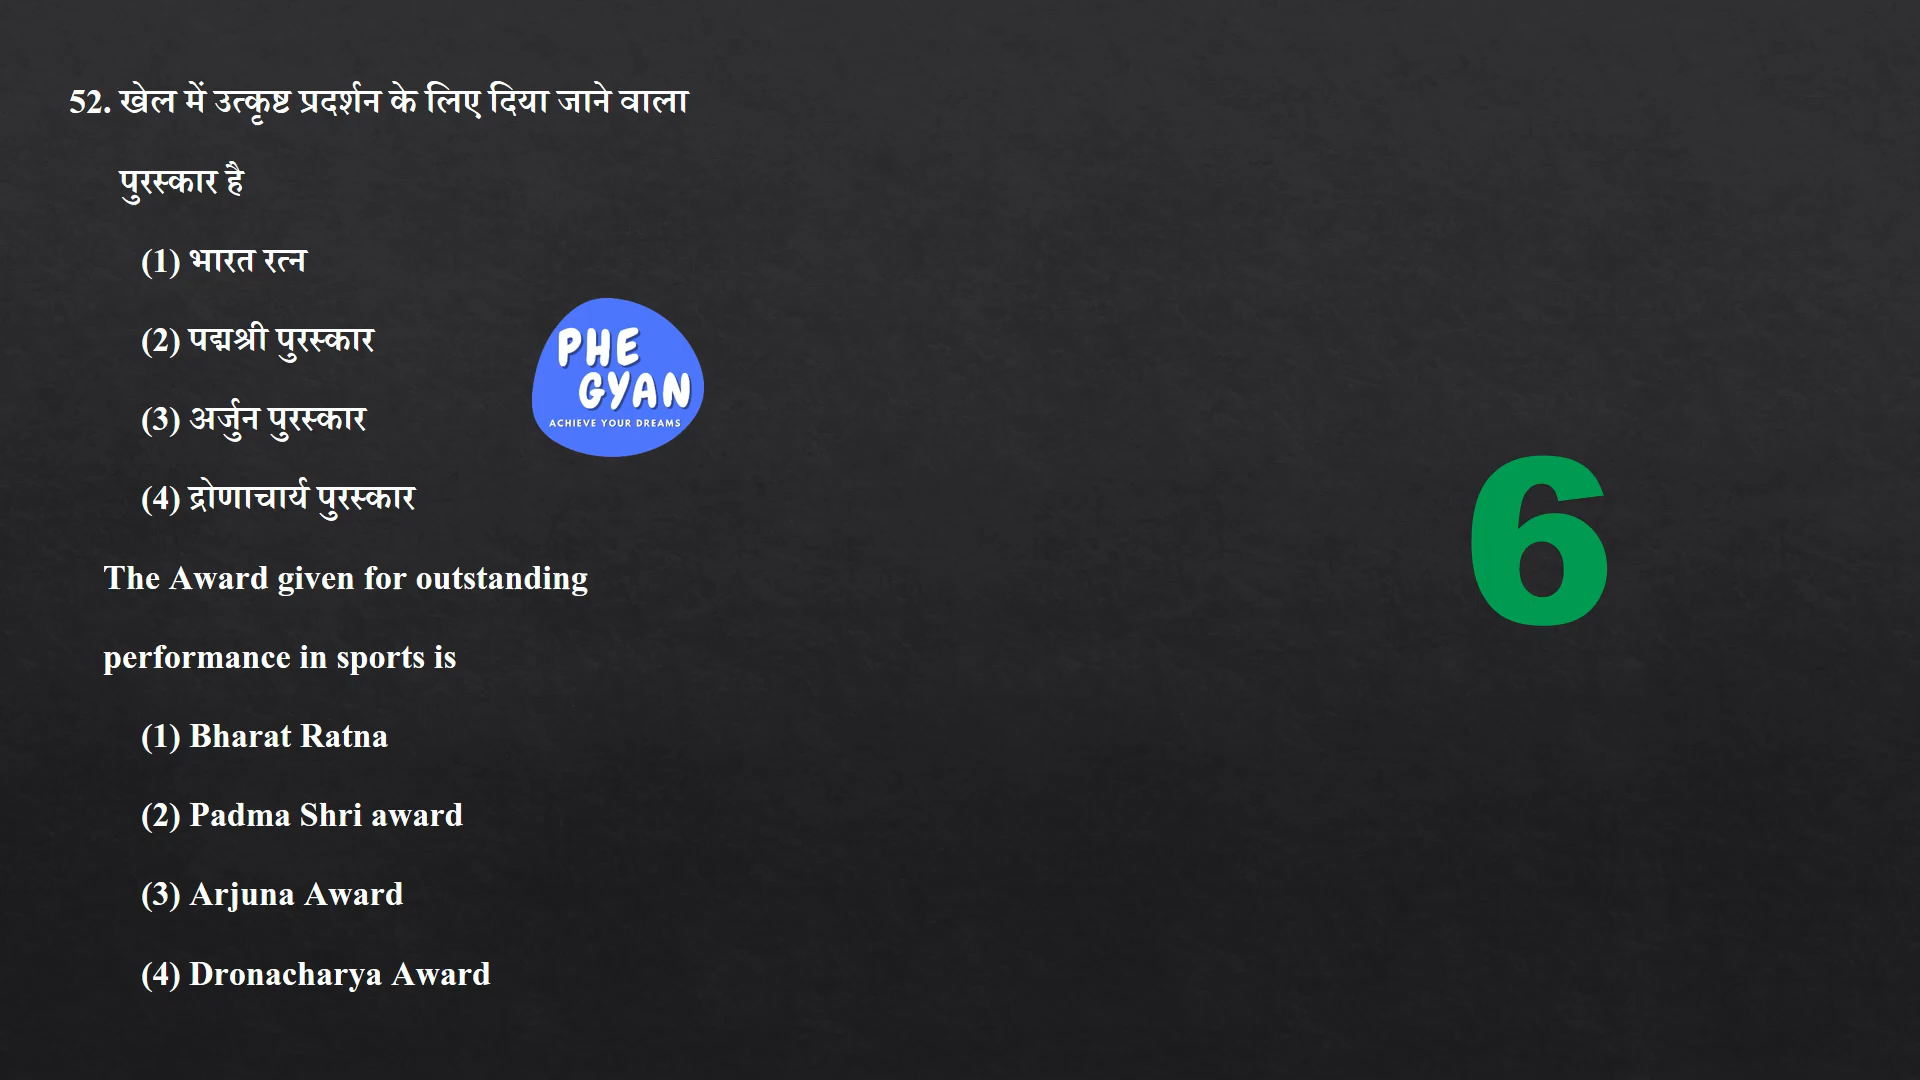 52. खेल में उत्कृष्ट प्रदर्शन के लिए दिया जाने वाला
पुरस्कार है
(1) भारत रत्न
(2) पद्मश्री पुरस्कार
(3) अर्जुन पुरस्कार
(4) द्रोणाचार्य पुरस्कार
PHE
GYAN
ACHIEVE YOUR DREAMS
The Award given for outstanding
performance in sports is
(1) Bharat Ratna
(2) Padma Shri award
(3) Arjuna Award
(4) Dronacharya Award
6